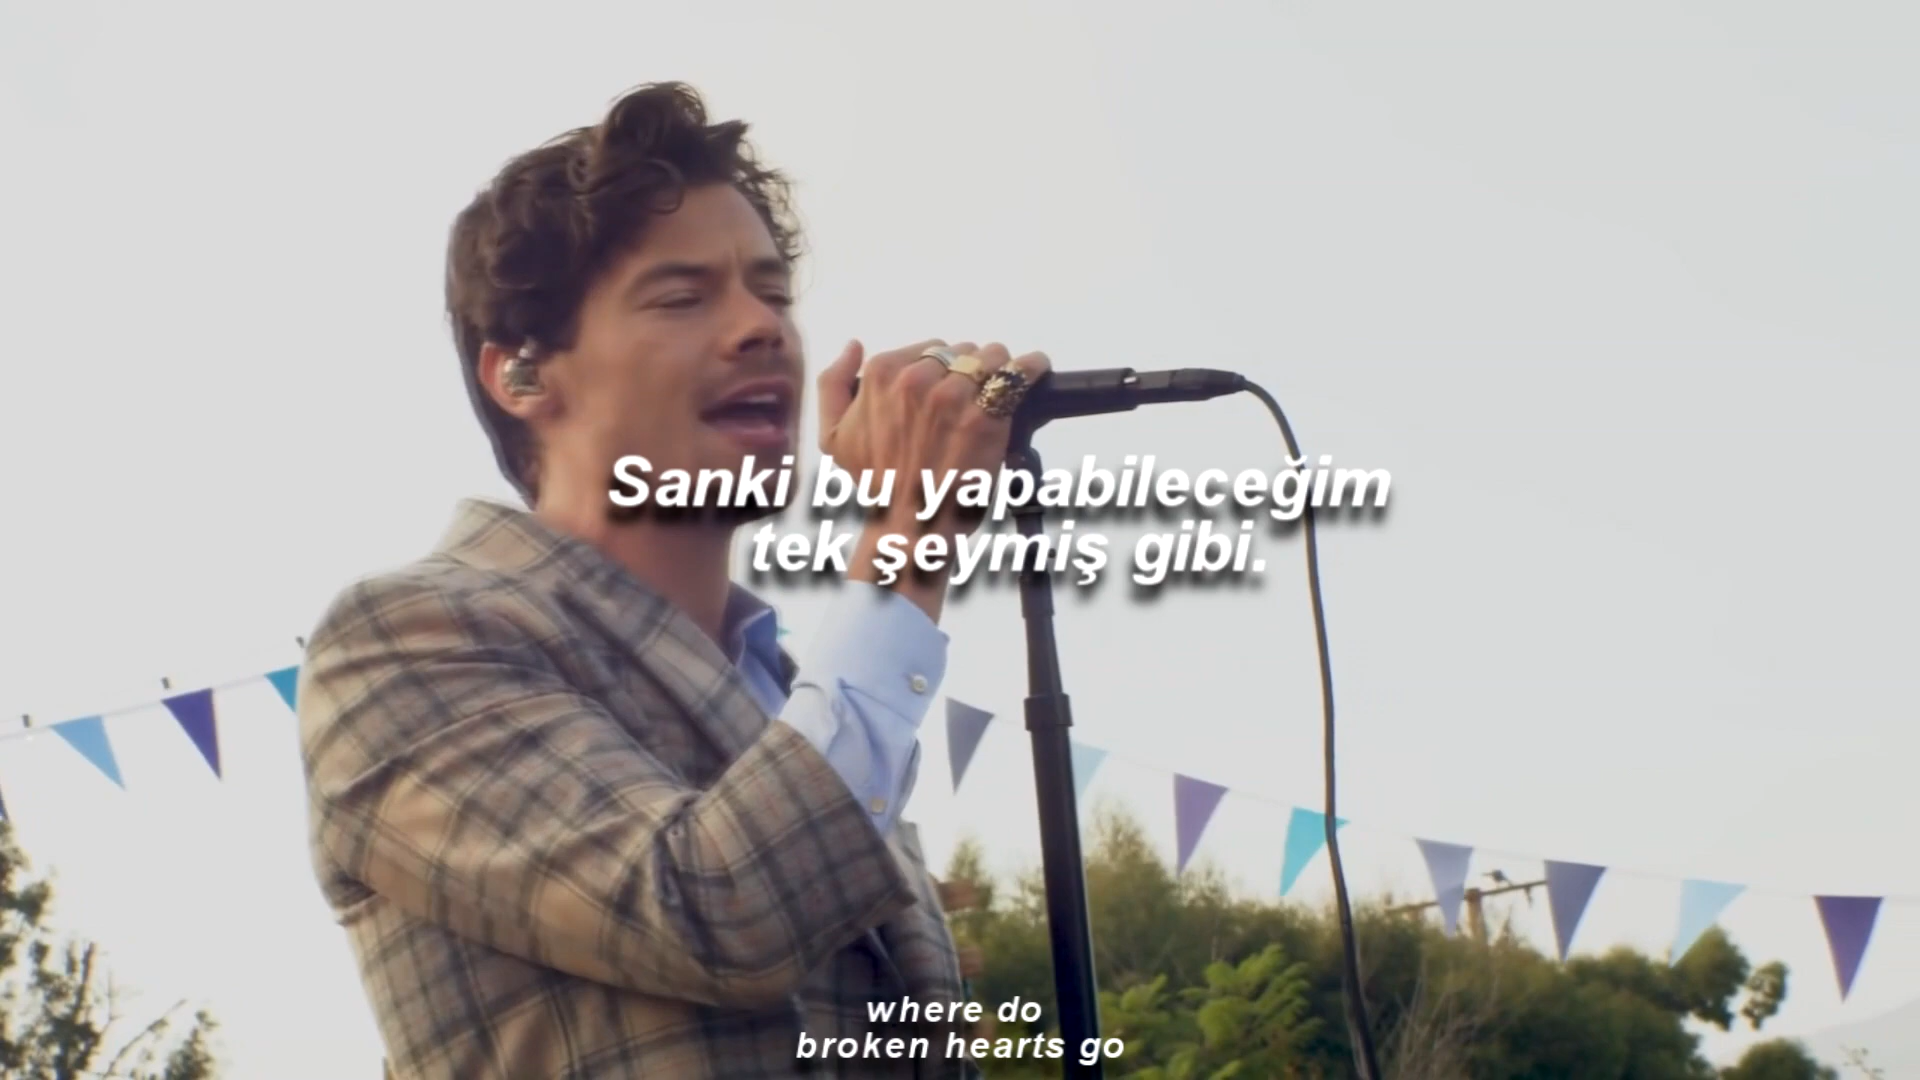 Sanki bu yapabileceğim
tek şeymiş gibi.
where do
broken hearts go